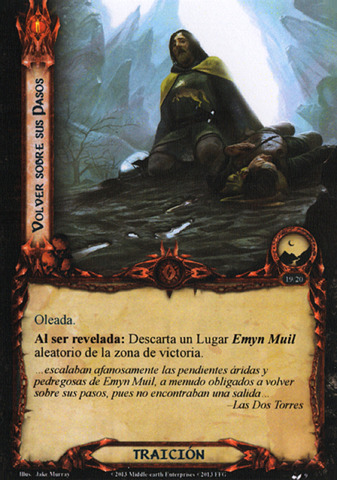 VOLVER SOBRE SUS PASOS
19/20
Oleada.
Al ser revelada: Descarta un Lugar Emyn Muil
aleatorio de la zona de victoria.
...escalaban afanosamente las pendientes áridas y
pedregosas de Emyn Muil, a menudo obligados a volver
sobre sus pasos, pues no encontraban una salida...
–Las Dos Torres
TRAICIÓN
Illus. Jake Murray
©2013 Middle-earth Enterprises ©2013 FFG